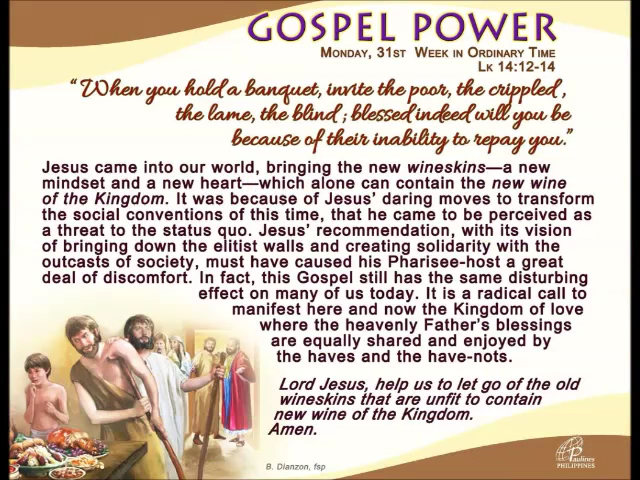 GOSPEL POWER
MONDAY, 31ST WEEK IN ORDINARY TIME
LK 14:12-14
“When you hold a banquet, invite the poor, the crippled,
the lame, the blind ; blessed indeed will you be
because of their inability to repay you.”
Jesus came into our world, bringing the new wineskins—a new
mindset and a new heart—which alone can contain the new wine
of the Kingdom. It was because of Jesus’ daring moves to transform
the social conventions of this time, that he came to be perceived as
a threat to the status quo. Jesus’ recommendation, with its vision
of bringing down the elitist walls and creating solidarity with the
outcasts of society, must have caused his Pharisee-host a great
deal of discomfort. In fact, this Gospel still has the same disturbing
effect on many of us today. It is a radical call to
manifest here and now the Kingdom of love
where the heavenly Father’s blessings
are equally shared and enjoyed by
the haves and the have-nots.
Lord Jesus, help us to let go of the old
wineskins that are unfit to contain
new wine of the Kingdom.
Amen.
B. Dianzon, fsp
Paulines
PHILIPPINES